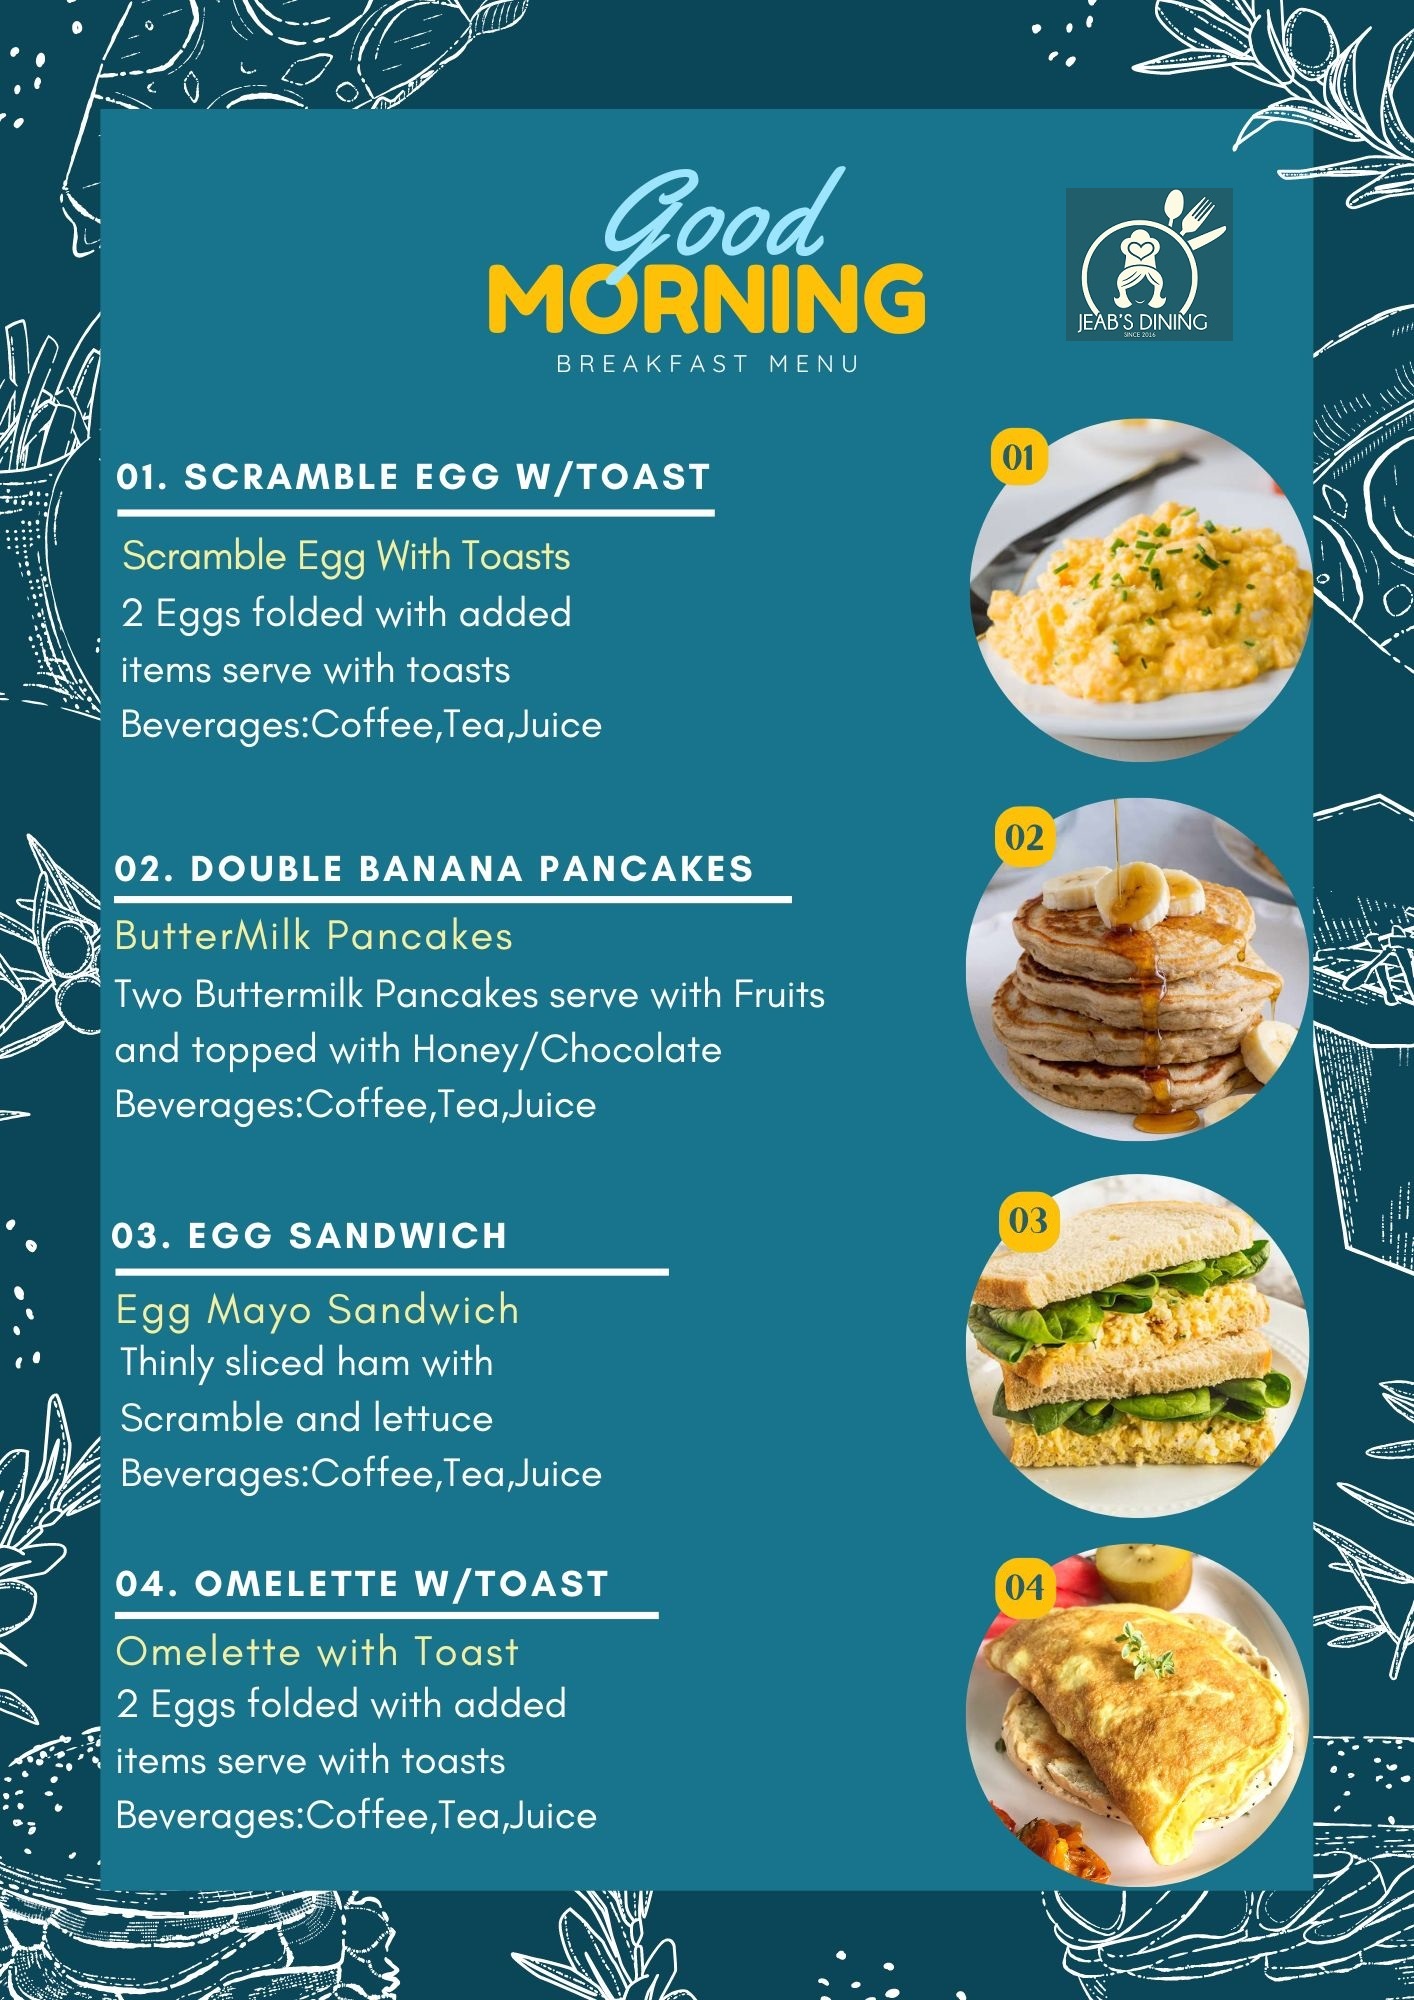 Good
MORNING
BREAKFAST MENU
JEAB'S DINING
SINCE 2016
01. SCRAMBLE EGG W/TOAST
Scramble Egg With Toasts
2 Eggs folded with added
items serve with toasts
Beverages:Coffee,Tea,Juice
01
02. DOUBLE BANANA PANCAKES
ButterMilk Pancakes
Two Buttermilk Pancakes serve with Fruits
and topped with Honey/Chocolate
Beverages:Coffee,Tea,Juice
02
03. EGG SANDWICH
Egg Mayo Sandwich
Thinly sliced ham with
Scramble and lettuce
Beverages:Coffee,Tea,Juice
03
04. OMELETTE W/TOAST
Omelette with Toast
2 Eggs folded with added
items serve with toasts
Beverages:Coffee,Tea,Juice
04